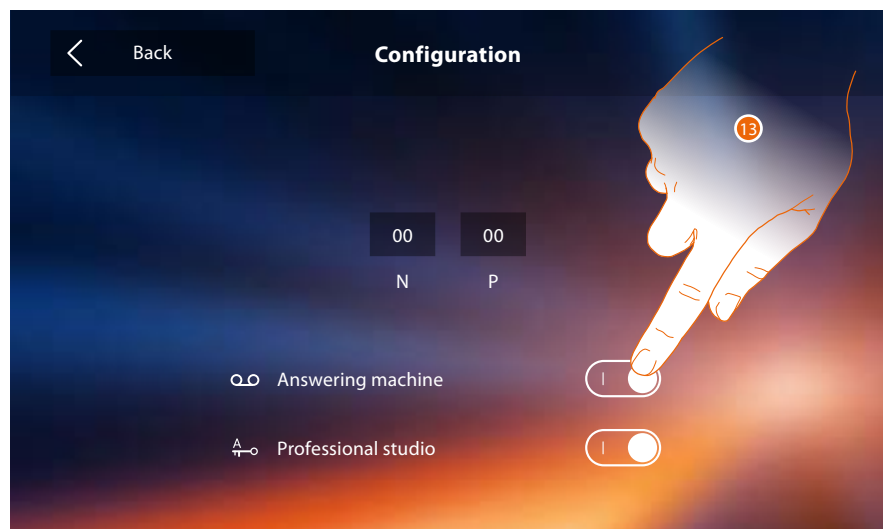 Back
Configuration
13
00 00
N P
Answering machine
I
A
Professional studio
I